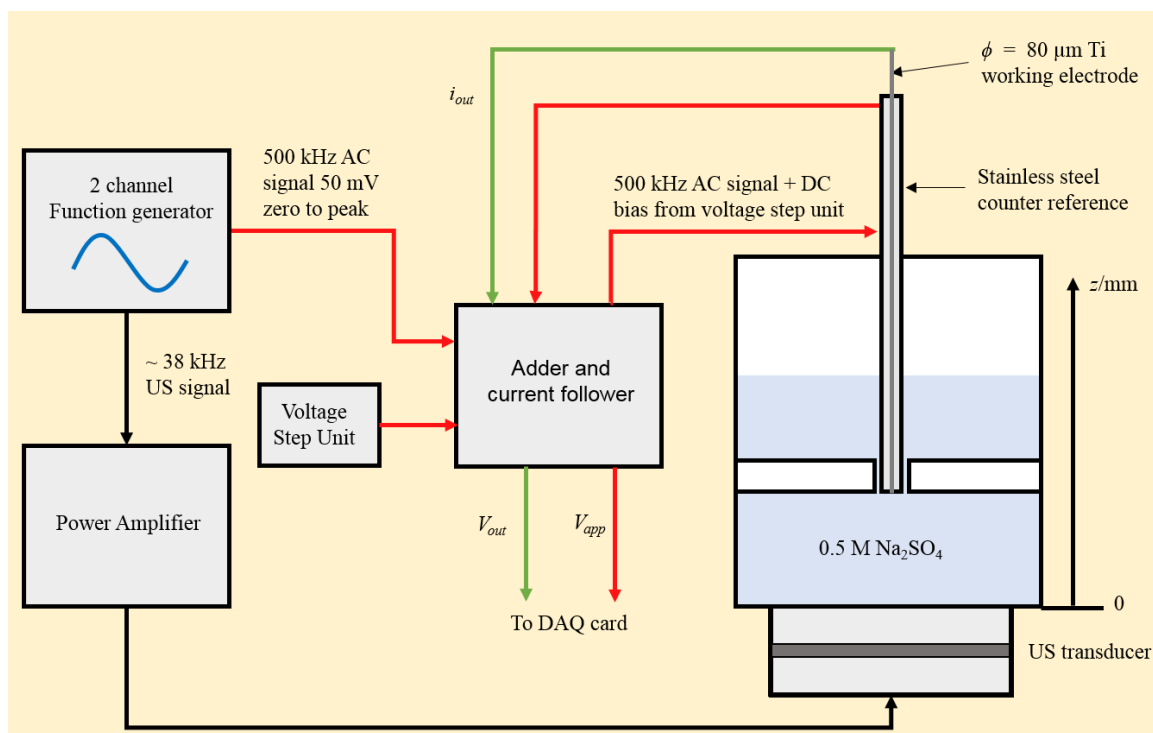 ϕ = 80 μm Ti
working electrode
i_out
500 kHz AC
signal 50 mV
zero to peak
2 channel
Function generator
500 kHz AC signal + DC
bias from voltage step unit
Stainless steel
counter reference
z/mm
~ 38 kHz
US signal
Adder and
current follower
Voltage
Step Unit
Power Amplifier
V_out
V_app
0.5 M Na₂SO₄
To DAQ card
0
US transducer